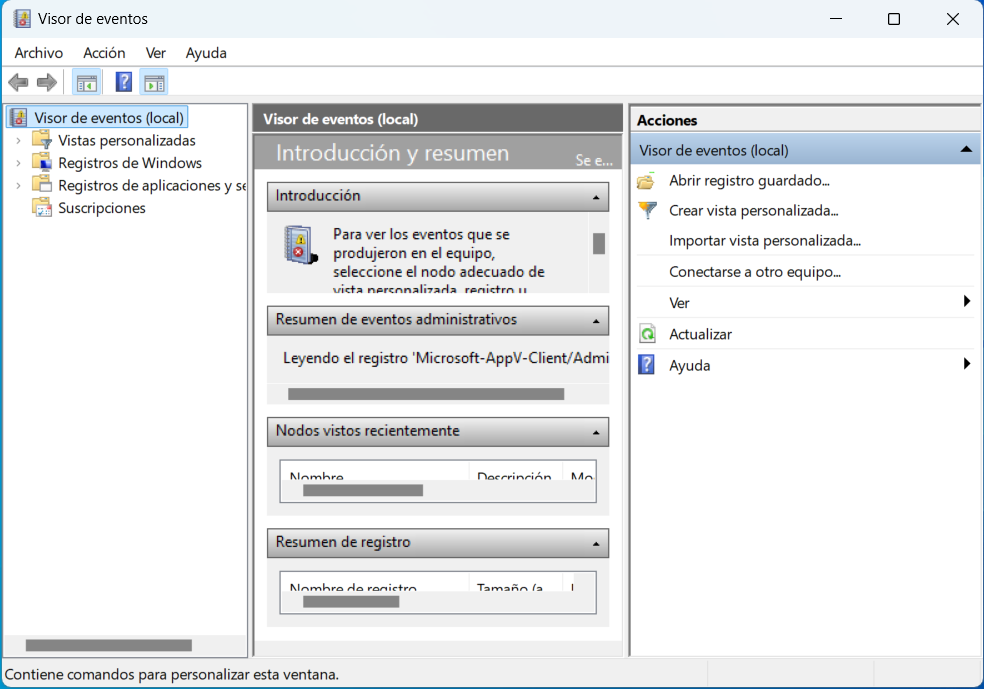 Visor de eventos
Archivo Acción Ver Ayuda
Visor de eventos (local)
Vistas personalizadas
Registros de Windows
Registros de aplicaciones y se
Suscripciones
Visor de eventos (local)
Introducción y resumen
Se e...
Introducción
Para ver los eventos que se
produjeron en el equipo,
seleccione el nodo adecuado de
vista personalizada, registro u
Resumen de eventos administrativos
Leyendo el registro 'Microsoft-AppV-Client/Admi
Nodos vistos recientemente
Nombre Descripción Mo
Resumen de registro
Nombre de registro Tamaño (a
Acciones
Visor de eventos (local)
Abrir registro guardado...
Crear vista personalizada...
Importar vista personalizada...
Conectarse a otro equipo...
Ver
Actualizar
Ayuda
Contiene comandos para personalizar esta ventana.